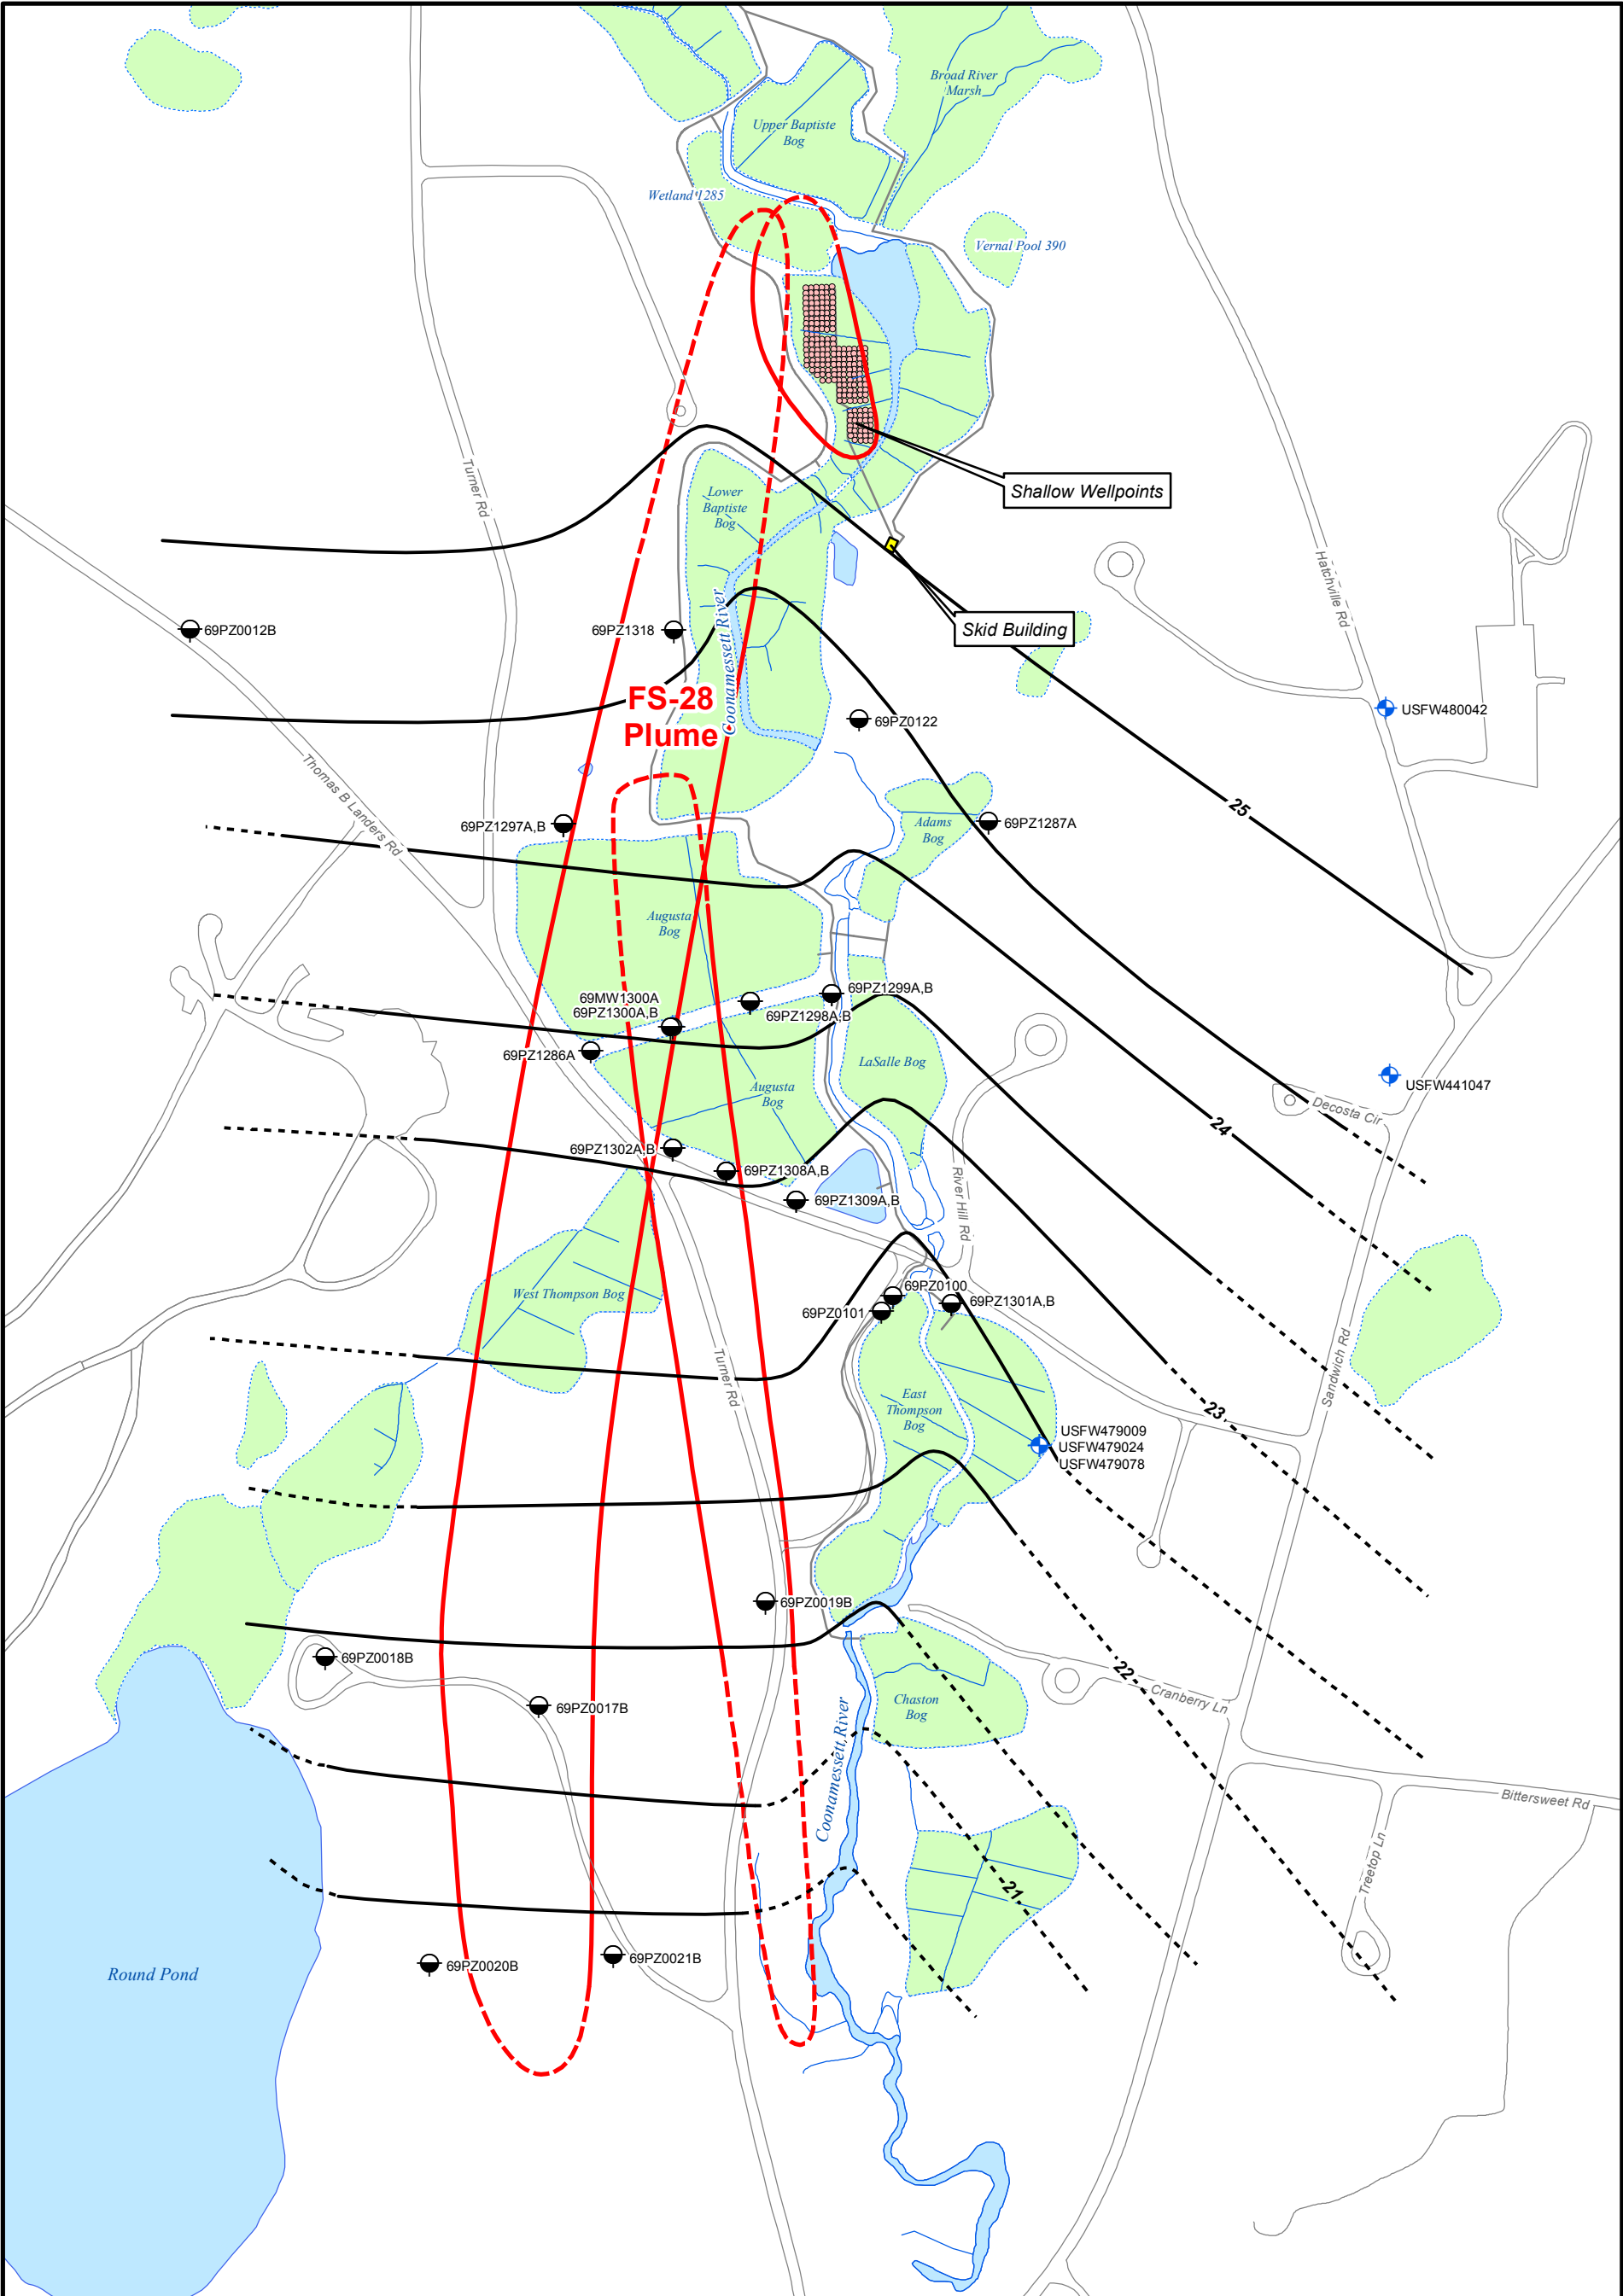 Broad River
Marsh
Upper Baptiste
Bog
Wetland 1285
Vernal Pool 390
Turner Rd
Lower
Baptiste
Bog
Shallow Wellpoints
Hatchville Rd
Skid Building
69PZ0012B
69PZ1318
Coonamessett River
FS-28
Plume
69PZ0122
USFW480042
Thomas B Landers Rd
25
69PZ1297A,B
Adams
Bog
69PZ1287A
Augusta
Bog
69MW1300A
69PZ1300A,B
69PZ1299A,B
69PZ1298A,B
69PZ1286A
LaSalle Bog
Augusta
Bog
USFW441047
Decosta Cir
24
69PZ1302A,B
69PZ1308A,B
69PZ1309A,B
River Hill Rd
West Thompson Bog
69PZ0100
69PZ1301A,B
69PZ0101
Turner Rd
Sandwich Rd
East
Thompson
Bog
23
USFW479009
USFW479024
USFW479078
69PZ0019B
69PZ0018B
69PZ0017B
22
Cranberry Ln
Chaston
Bog
Coonamessett River
Bittersweet Rd
Treetop Ln
21
69PZ0020B
69PZ0021B
Round Pond